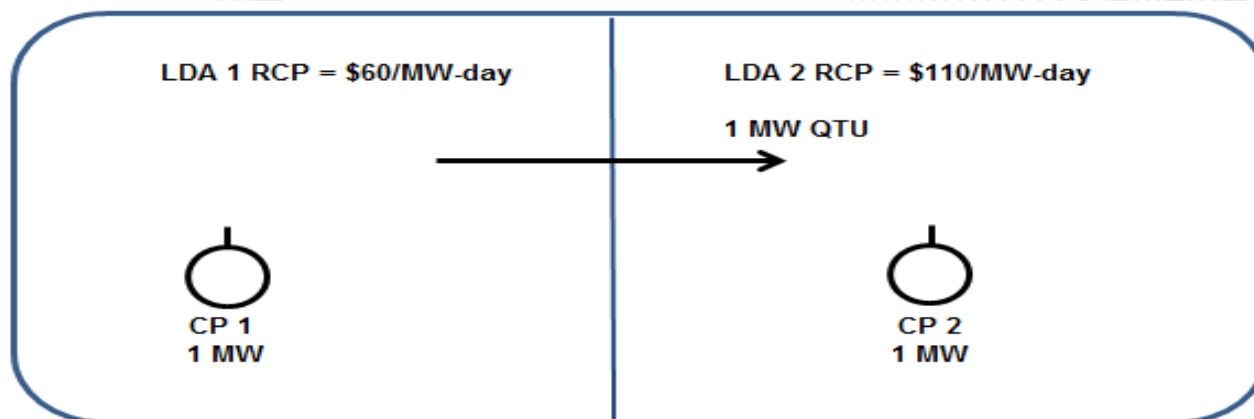 LDA 1 RCP = $60/MW-day
LDA 2 RCP = $110/MW-day
1 MW QTU
CP 1
1 MW
CP 2
1 MW